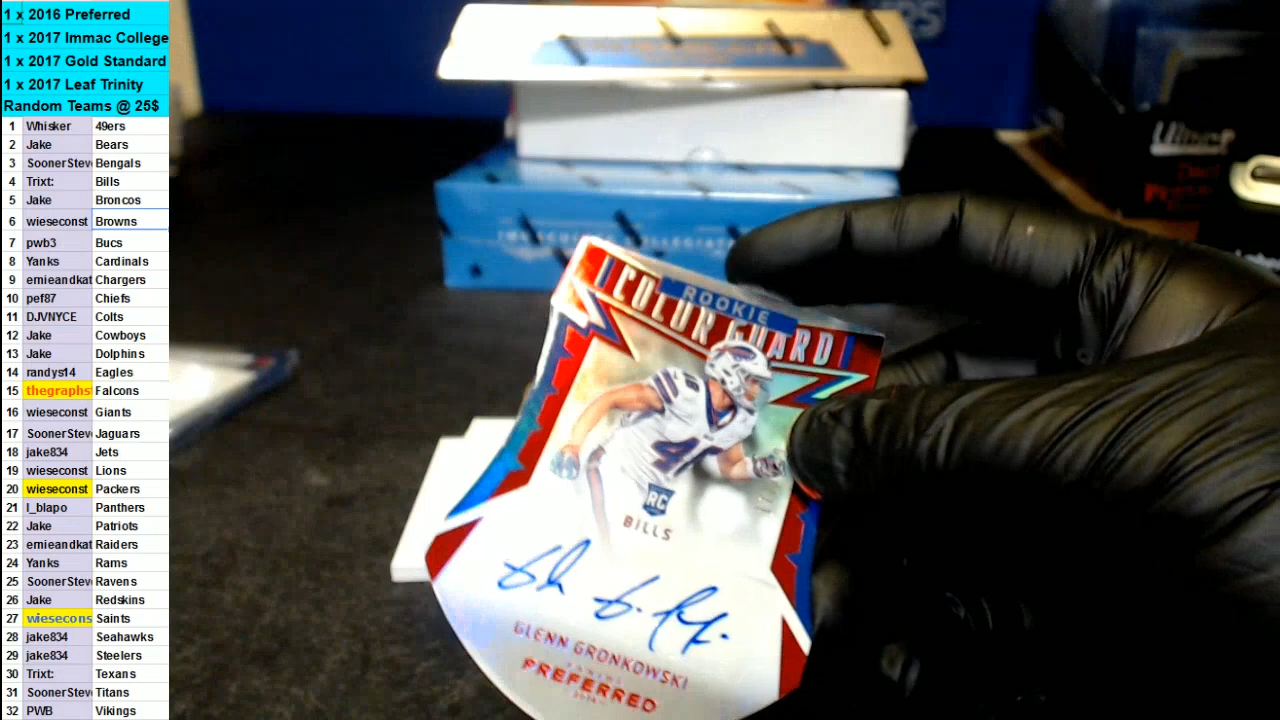 1 x 2016 Preferred
1 x 2017 Immac College
1 x 2017 Gold Standard
1 x 2017 Leaf Trinity
Random Teams @ 25$
1 Whisker 49ers
2 Jake Bears
3 SoonerStev Bengals
4 Trixt: Bills
5 Jake Broncos
6 wieseconst Browns
7 pwb3 Bucs
8 Yanks Cardinals
9 ernieandkat Chargers
10 pef87 Chiefs
11 DJVNYCE Colts
12 Jake Cowboys
13 Jake Dolphins
14 randys14 Eagles
15 thegraphs Falcons
16 wieseconst Giants
17 SoonerStev Jaguars
18 jake834 Jets
19 wieseconst Lions
20 wieseconst Packers
21 l_blapo Panthers
22 Jake Patriots
23 ernieandkat Raiders
24 Yanks Rams
25 SoonerStev Ravens
26 Jake Redskins
27 wiesecons Saints
28 jake834 Seahawks
29 jake834 Steelers
30 Trixt: Texans
31 SoonerStev Titans
32 PWB Vikings
ROOKIE
COLOR GUARD
RC
BILLS
GLENN GRONKOWSKI
PANINI
PREFERRED